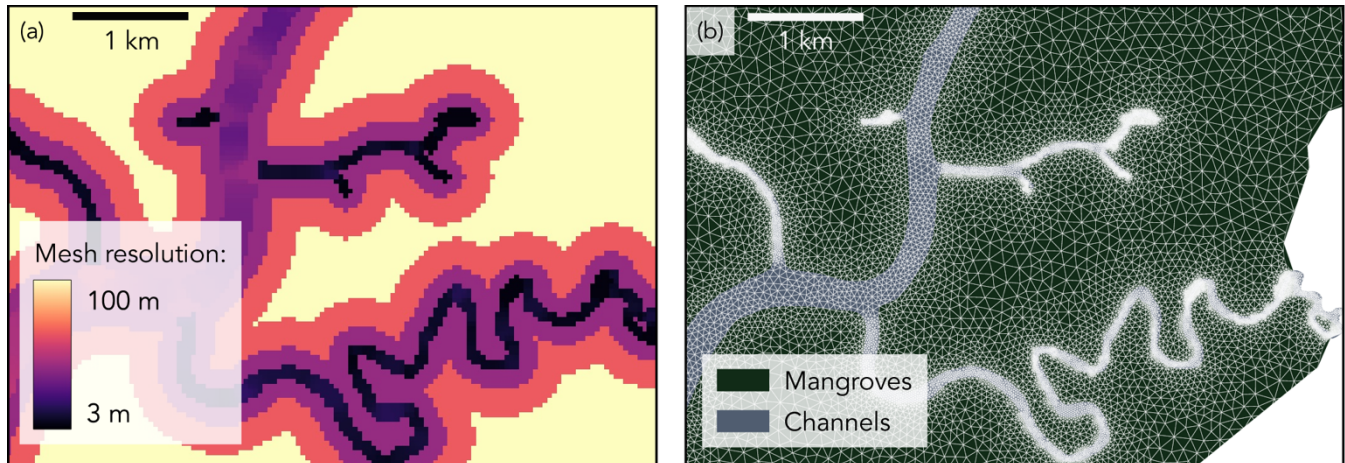 (a)
1 km
Mesh resolution:
100 m
3 m
(b)
1 km
Mangroves
Channels